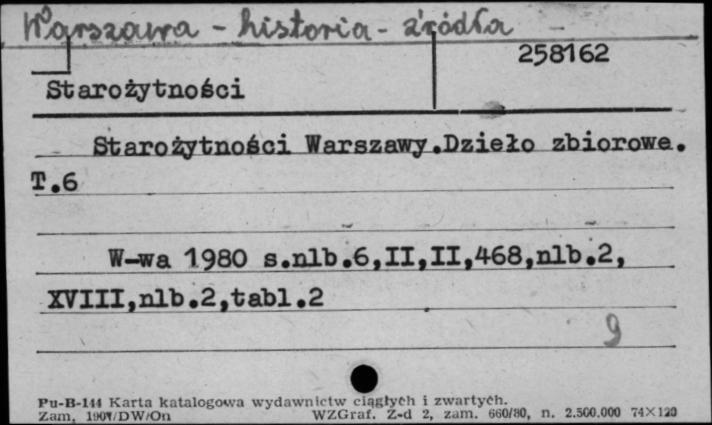 Warszawa - historia - źródła
258162
Starożytności
Starożytności Warszawy.Dzieło zbiorowe.
T.6
W-wa 1980 s.nlb.6,II,II,468,nlb.2,
XVIII,nlb.2,tabl.2
9
Pu-B-144 Karta katalogowa wydawnictw ciągłych i zwartych.
Zam. /DW/On WZGraf. Z-d 2, zam. 660/80, n. 2.500.000 74×120